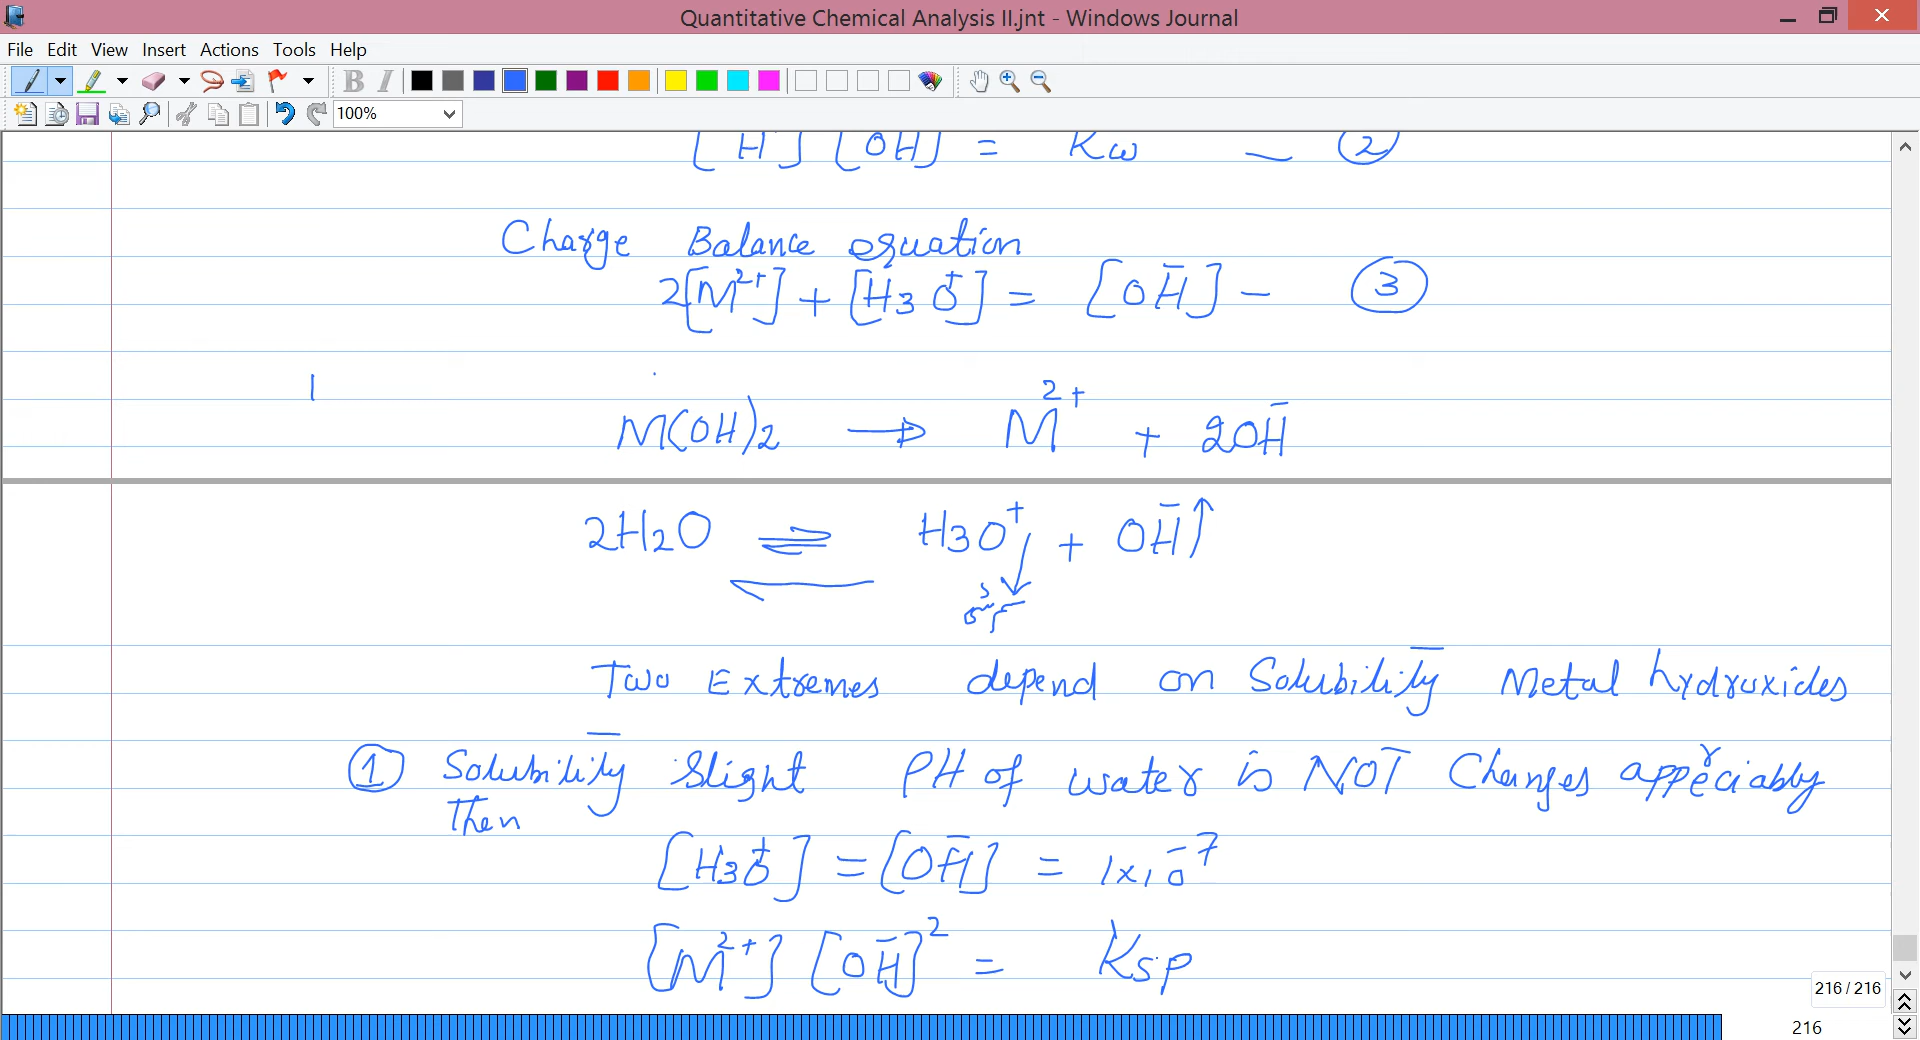 Quantitative Chemical Analysis II.jnt - Windows Journal
File Edit View Insert Actions Tools Help
B I
100%
[H] [OH] = Kw — ②
Charge Balance equation
2[M²⁺] + [H3O⁺] = [OH⁻] — ③
M(OH)2 → M²⁺ + 2OH⁻
2H2O ⇌ H3O⁺ + OH⁻ ↑
Two Extremes depend on Solubility Metal hydroxides
① Solubility Slight PH of water is NOT Changes apperciably
Then
[H3O⁺] = [OH⁻] = 1x10⁻⁷
[M²⁺] [OH⁻]² = Ksp
216 / 216
216